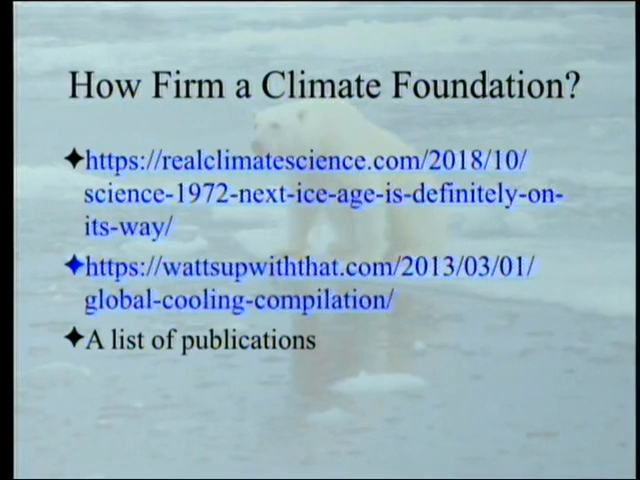 How Firm a Climate Foundation?
https://realclimatescience.com/2018/10/
science-1972-next-ice-age-is-definitely-on-
its-way/
https://wattsupwiththat.com/2013/03/01/
global-cooling-compilation/
A list of publications